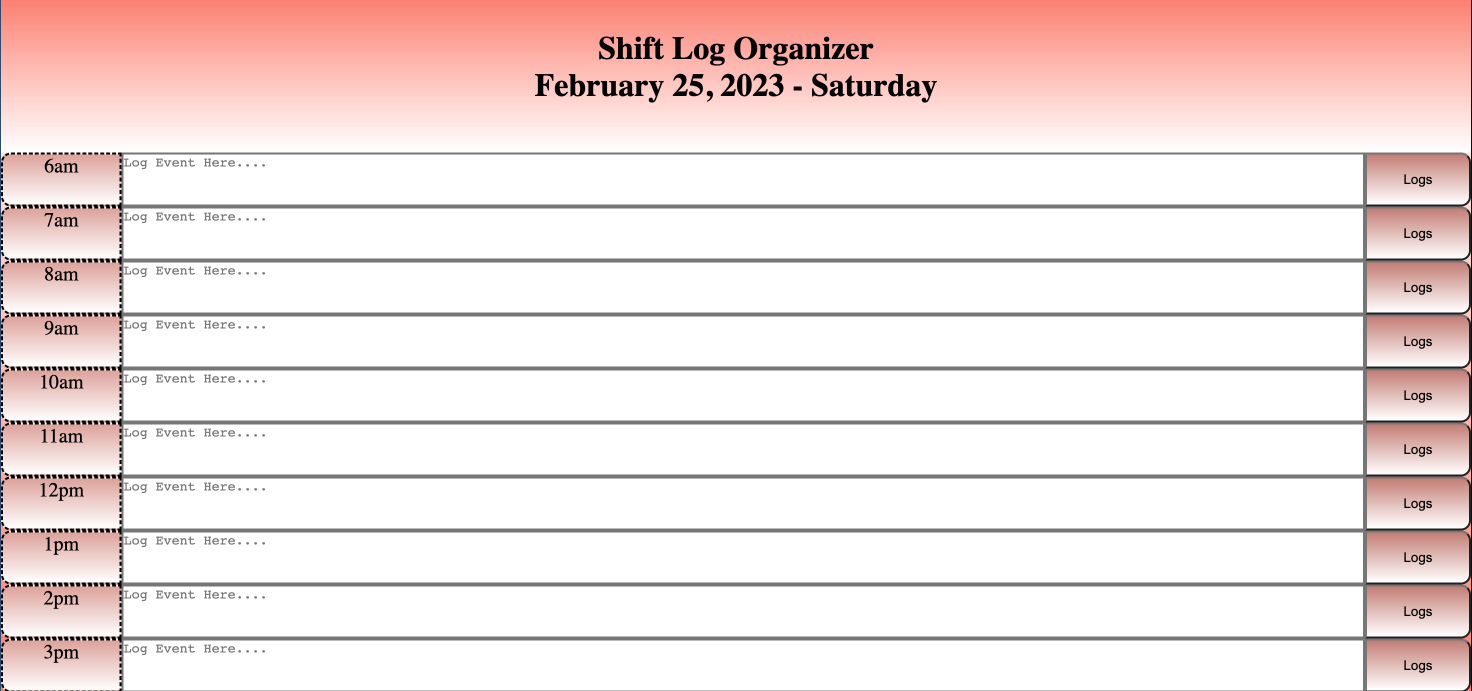 Shift Log Organizer
February 25, 2023 - Saturday
6am Log Event Here.... Logs
7am Log Event Here.... Logs
8am Log Event Here.... Logs
9am Log Event Here.... Logs
10am Log Event Here.... Logs
11am Log Event Here.... Logs
12pm Log Event Here.... Logs
1pm Log Event Here.... Logs
2pm Log Event Here.... Logs
3pm Log Event Here.... Logs